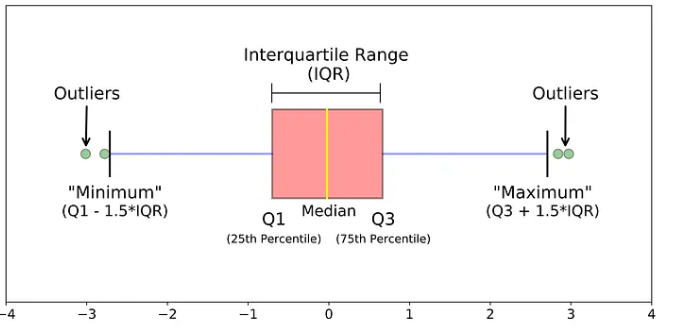 Interquartile Range
(IQR)
Outliers
Outliers
"Minimum"
(Q1 - 1.5*IQR)
"Maximum"
(Q3 + 1.5*IQR)
Q1
Median
Q3
(25th Percentile)
(75th Percentile)
−4
−3
−2
−1
0
1
2
3
4